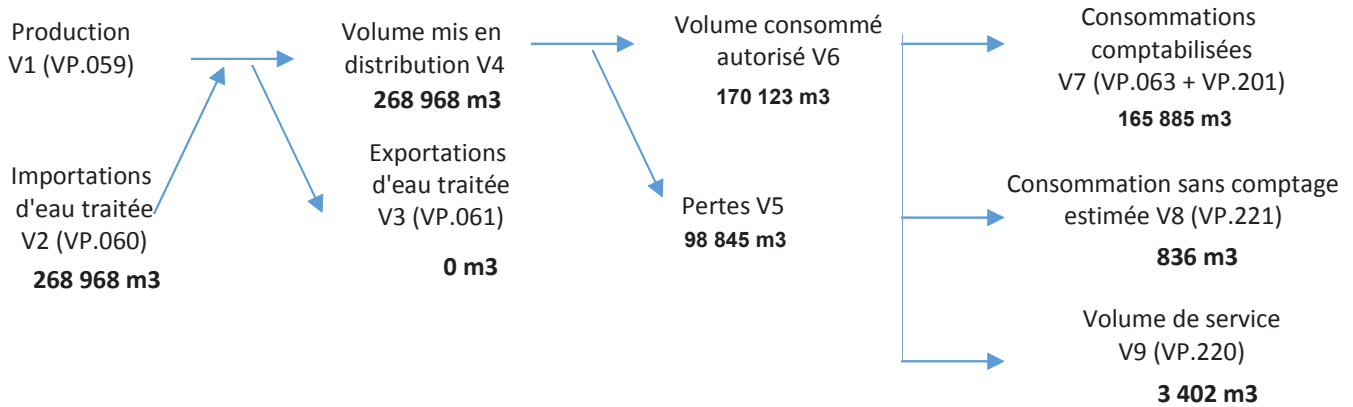 Production
V1 (VP.059)
Importations
d'eau traitée
V2 (VP.060)
268 968 m3
Volume mis en
distribution V4
268 968 m3
Exportations
d'eau traitée
V3 (VP.061)
0 m3
Volume consommé
autorisé V6
170 123 m3
Pertes V5
98 845 m3
Consommations
comptabilisées
V7 (VP.063 + VP.201)
165 885 m3
Consommation sans comptage
estimée V8 (VP.221)
836 m3
Volume de service
V9 (VP.220)
3 402 m3